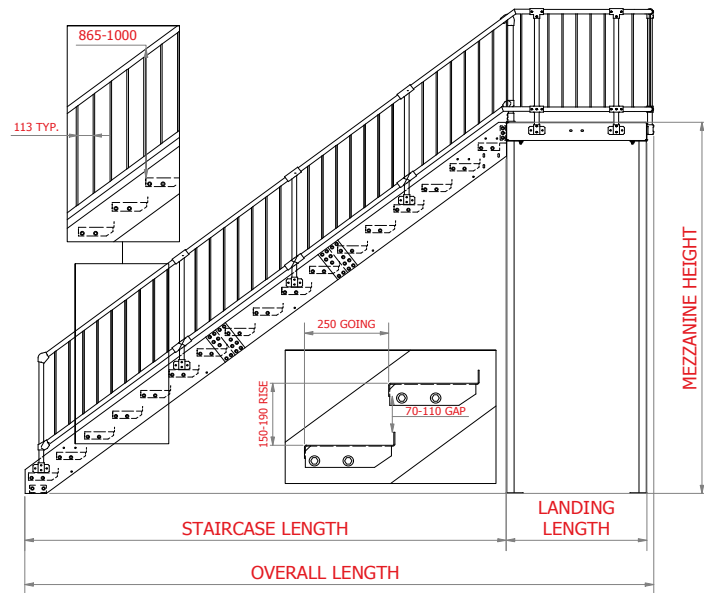 865-1000
113 TYP.
250 GOING
150-190 RISE
70-110 GAP
MEZZANINE HEIGHT
STAIRCASE LENGTH
LANDING
LENGTH
OVERALL LENGTH